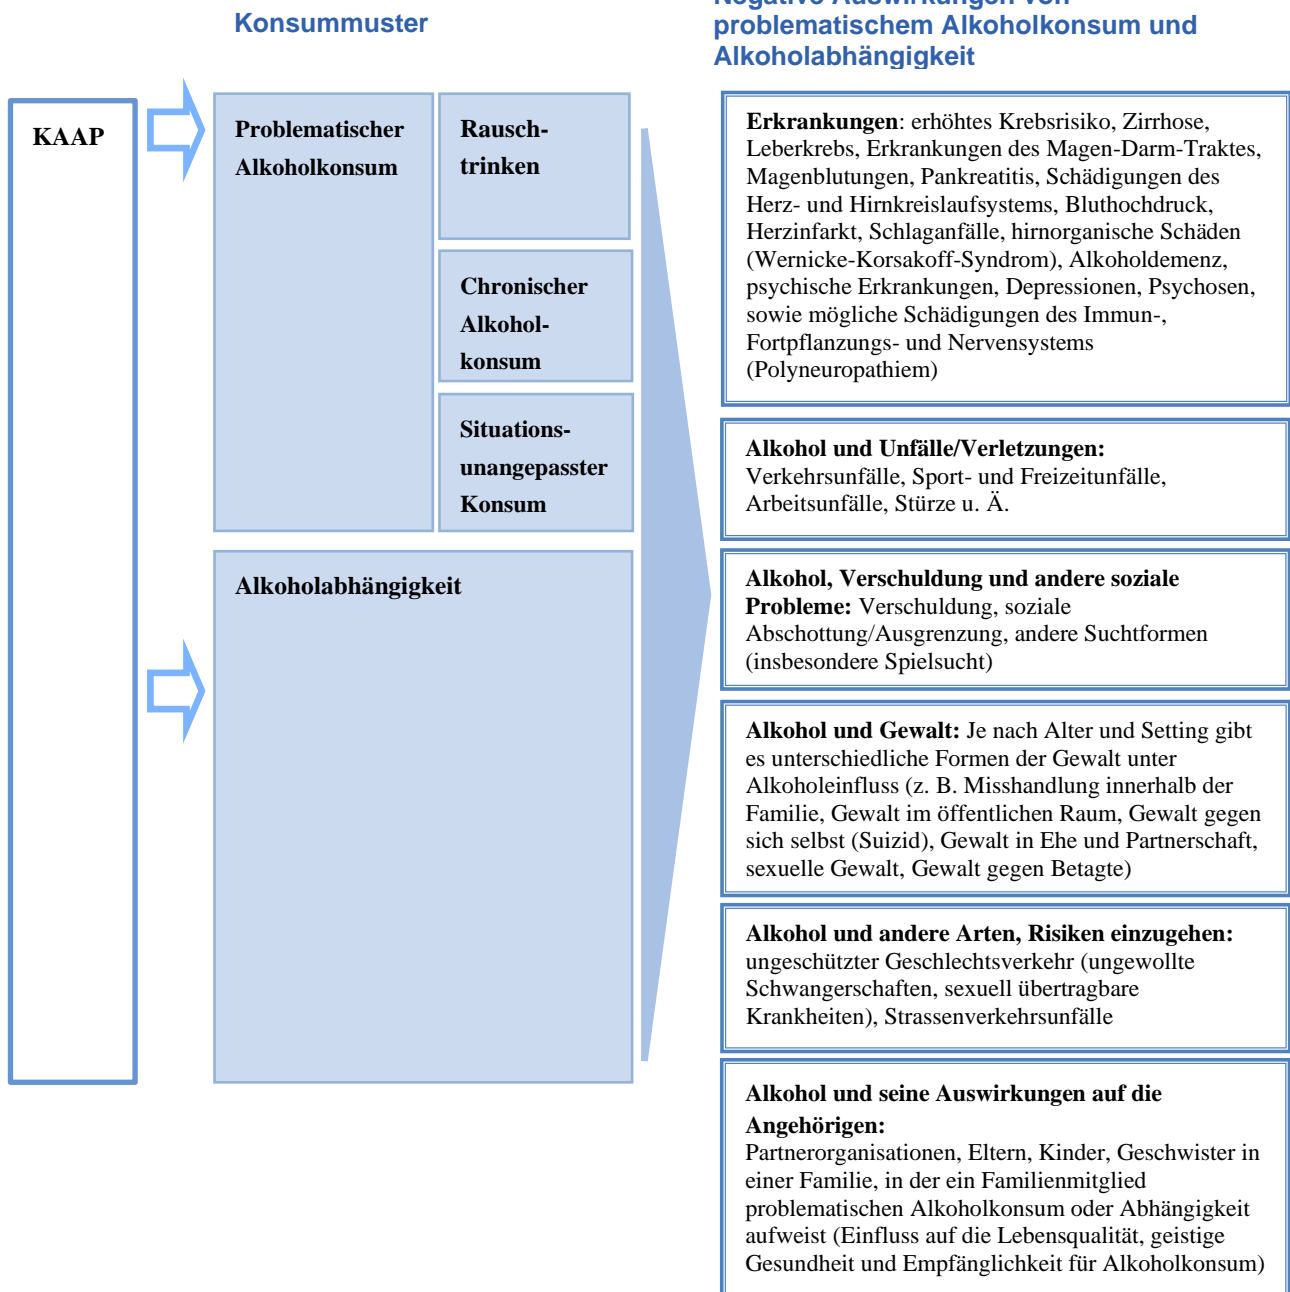 Konsummuster
Negative Auswirkungen von
problematischem Alkoholkonsum und
Alkoholabhängigkeit
KAAP
Problematischer
Alkoholkonsum
Rausch-
trinken
Chronischer
Alkohol-
konsum
Situations-
unangepasster
Konsum
Alkoholabhängigkeit
Erkrankungen: erhöhtes Krebsrisiko, Zirrhose,
Leberkrebs, Erkrankungen des Magen-Darm-Traktes,
Magenblutungen, Pankreatitis, Schädigungen des
Herz- und Hirnkreislaufsystems, Bluthochdruck,
Herzinfarkt, Schlaganfälle, hirnorganische Schäden
(Wernicke-Korsakoff-Syndrom), Alkoholdemenz,
psychische Erkrankungen, Depressionen, Psychosen,
sowie mögliche Schädigungen des Immun-,
Fortpflanzungs- und Nervensystems
(Polyneuropathiem)
Alkohol und Unfälle/Verletzungen:
Verkehrsunfälle, Sport- und Freizeitunfälle,
Arbeitsunfälle, Stürze u. Ä.
Alkohol, Verschuldung und andere soziale
Probleme: Verschuldung, soziale
Abschottung/Ausgrenzung, andere Suchtformen
(insbesondere Spielsucht)
Alkohol und Gewalt: Je nach Alter und Setting gibt
es unterschiedliche Formen der Gewalt unter
Alkoholeinfluss (z. B. Misshandlung innerhalb der
Familie, Gewalt im öffentlichen Raum, Gewalt gegen
sich selbst (Suizid), Gewalt in Ehe und Partnerschaft,
sexuelle Gewalt, Gewalt gegen Betagte)
Alkohol und andere Arten, Risiken einzugehen:
ungeschützter Geschlechtsverkehr (ungewollte
Schwangerschaften, sexuell übertragbare
Krankheiten), Strassenverkehrsunfälle
Alkohol und seine Auswirkungen auf die
Angehörigen:
Partnerorganisationen, Eltern, Kinder, Geschwister in
einer Familie, in der ein Familienmitglied
problematischen Alkoholkonsum oder Abhängigkeit
aufweist (Einfluss auf die Lebensqualität, geistige
Gesundheit und Empfänglichkeit für Alkoholkonsum)